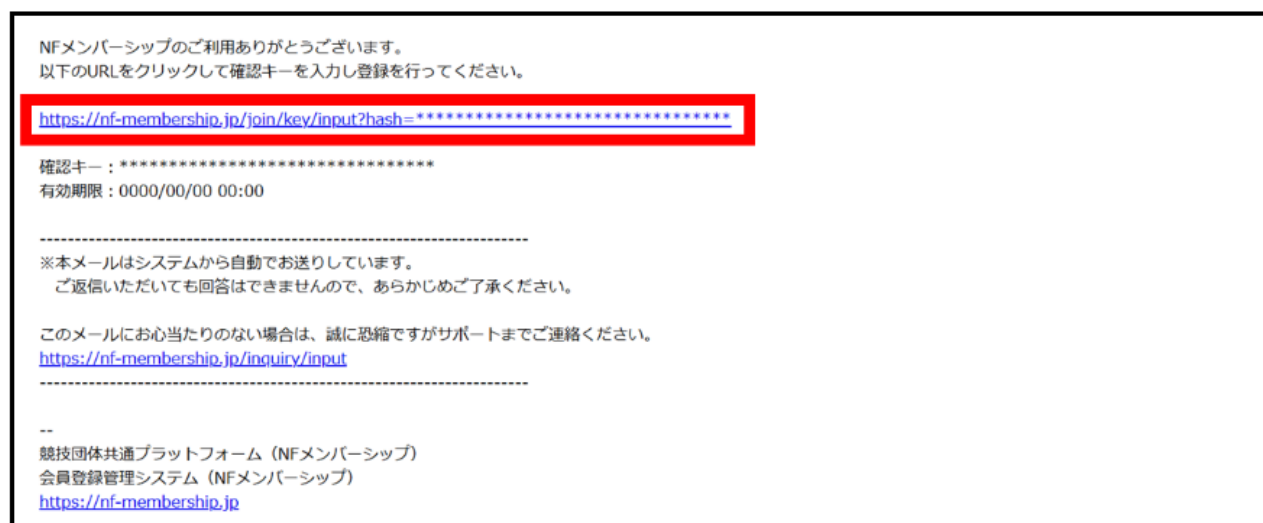 NFメンバーシップのご利用ありがとうございます。
以下のURLをクリックして確認キーを入力し登録を行ってください。
https://nf-membership.jp/join/key/input?hash=********************************
確認キー：********************************
有効期限：0000/00/00 00:00
----------------------------------------------------------------------
※本メールはシステムから自動でお送りしています。
ご返信いただいても回答はできませんので、あらかじめご了承ください。
このメールにお心当たりのない場合は、誠に恐縮ですがサポートまでご連絡ください。
https://nf-membership.jp/inquiry/input
----------------------------------------------------------------------
--
競技団体共通プラットフォーム（NFメンバーシップ）
会員登録管理システム（NFメンバーシップ）
https://nf-membership.jp